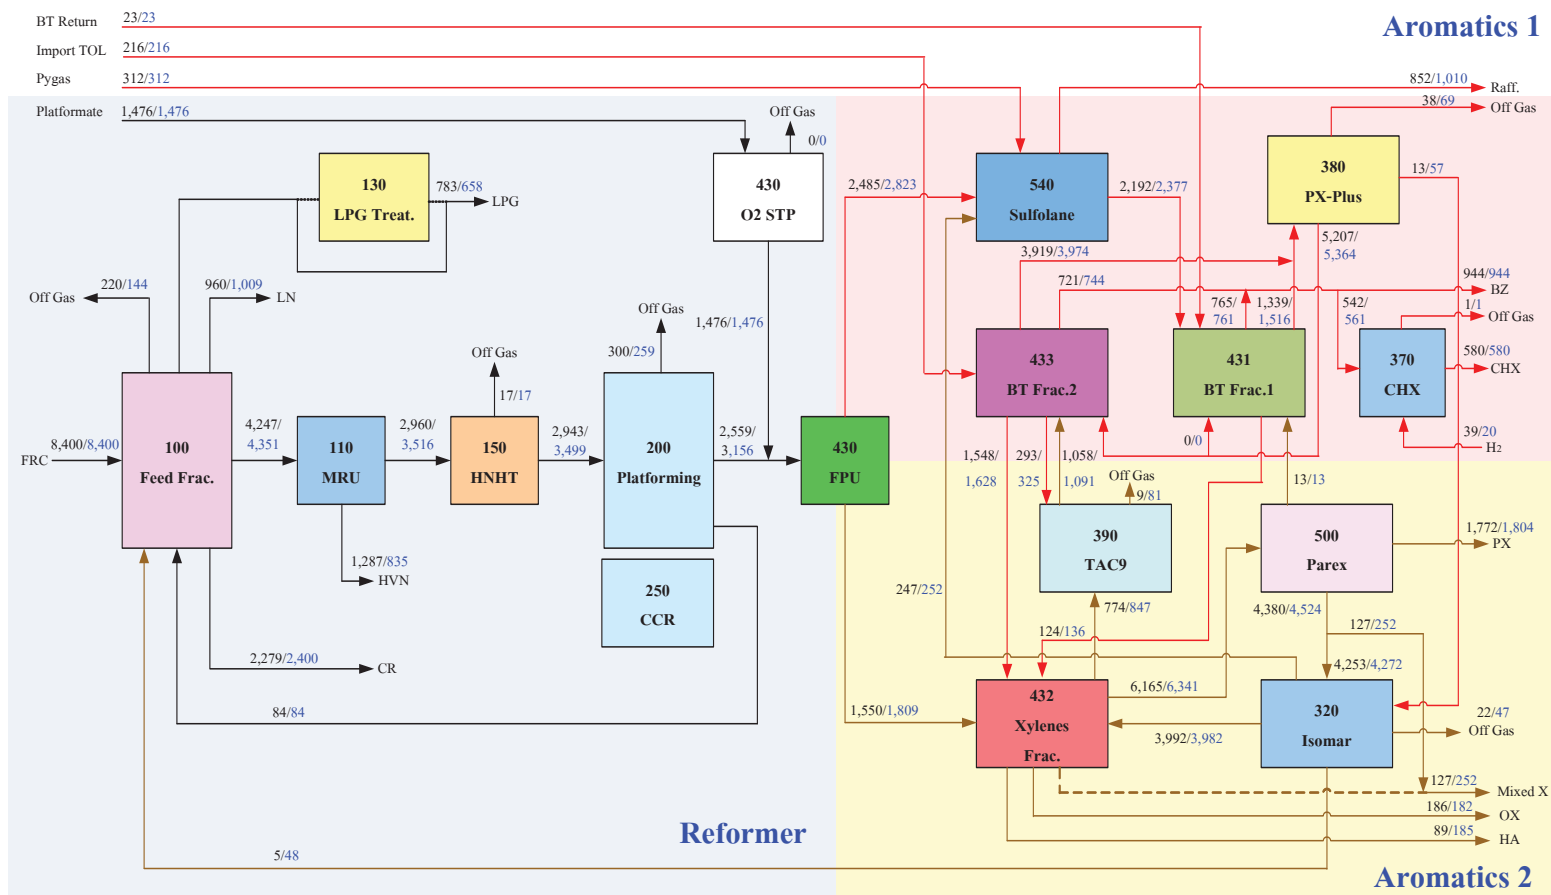 BT Return 23/23
Aromatics 1
Import TOL 216/216
Pygas 312/312
852/1,010 Raff.
Platformate 1,476/1,476
Off Gas
0/0
38/69 Off Gas
130
LPG Treat.
783/658 LPG
430
O2 STP
2,485/2,823
540
Sulfolane
2,192/2,377
380
PX-Plus
13/57
5,207/
5,364
3,919/3,974
721/744
944/944
BZ
Off Gas 220/144
960/1,009 LN
Off Gas
300/259
1,476/1,476
765/
761
1,339/
1,516
542/
561
1/1
Off Gas
Off Gas
17/17
433
BT Frac.2
431
BT Frac.1
370
CHX
580/580
CHX
FRC 8,400/8,400
100
Feed Frac.
4,247/
4,351
110
MRU
2,960/
3,516
150
HNHT
2,943/
3,499
200
Platforming
2,559/
3,156
430
FPU
0/0
39/20
H2
1,548/
1,628
293/
325
1,058/
1,091
Off Gas
9/81
13/13
390
TAC9
500
Parex
1,772/1,804
PX
1,287/835
HVN
250
CCR
247/252
774/847
4,380/4,524
124/136
127/252
2,279/2,400
CR
4,253/4,272
84/84
1,550/1,809
432
Xylenes
Frac.
6,165/6,341
3,992/3,982
320
Isomar
22/47
Off Gas
127/252
Mixed X
186/182
OX
89/185
HA
Reformer
5/48
Aromatics 2